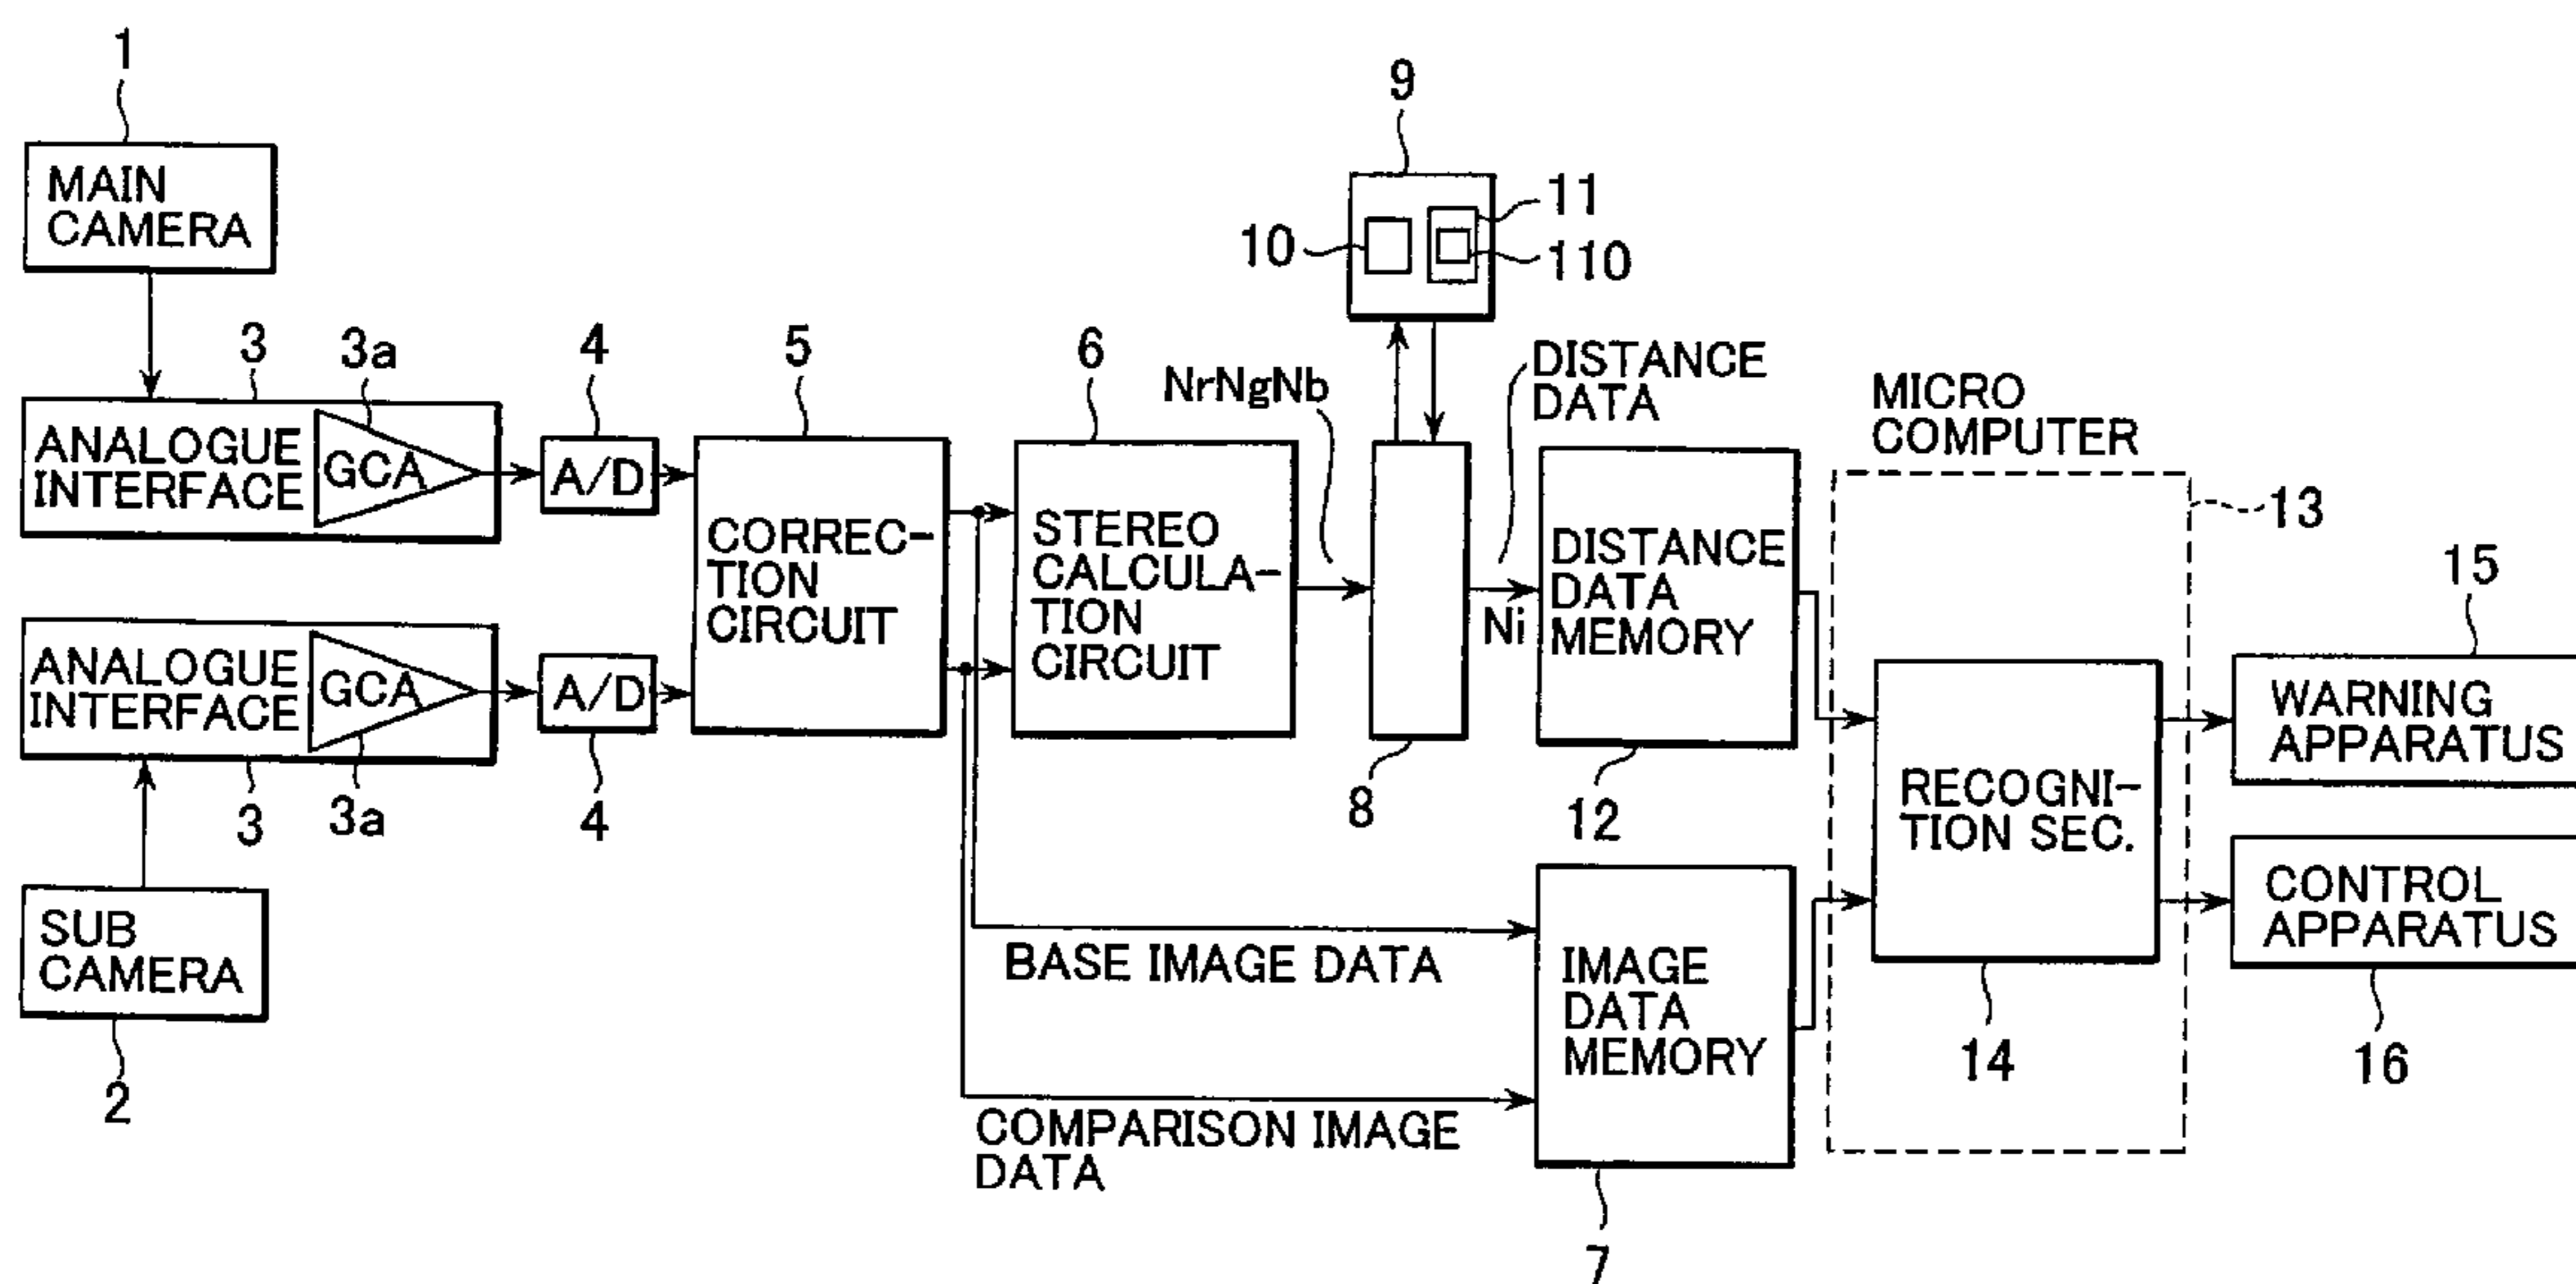 1
MAIN
CAMERA
3
3a
ANALOGUE
INTERFACE
GCA
4
A/D
5
CORREC-
TION
CIRCUIT
6
STEREO
CALCULA-
TION
CIRCUIT
NrNgNb
9
10
11
110
8
DISTANCE
DATA
Ni
DISTANCE
DATA
MEMORY
12
MICRO
COMPUTER
13
RECOGNI-
TION SEC.
14
15
WARNING
APPARATUS
CONTROL
APPARATUS
16
ANALOGUE
INTERFACE
GCA
3
3a
A/D
4
SUB
CAMERA
2
BASE IMAGE DATA
COMPARISON IMAGE
DATA
IMAGE
DATA
MEMORY
7